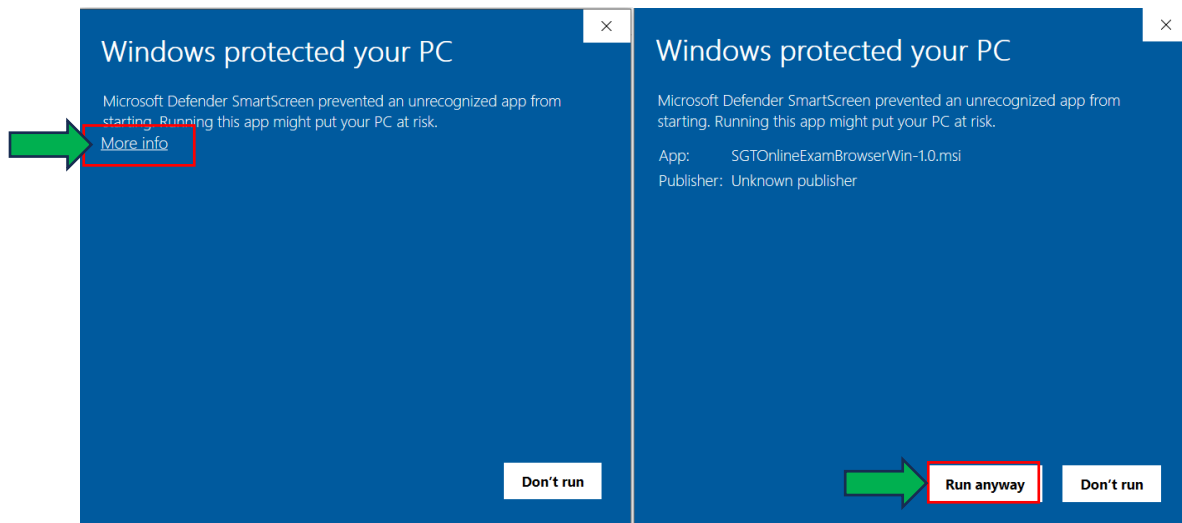 Windows protected your PC
Microsoft Defender SmartScreen prevented an unrecognized app from
starting. Running this app might put your PC at risk.
More info
Don't run
Windows protected your PC
Microsoft Defender SmartScreen prevented an unrecognized app from
starting. Running this app might put your PC at risk.
App: SGTOnlineExamBrowserWin-1.0.msi
Publisher: Unknown publisher
Run anyway
Don't run